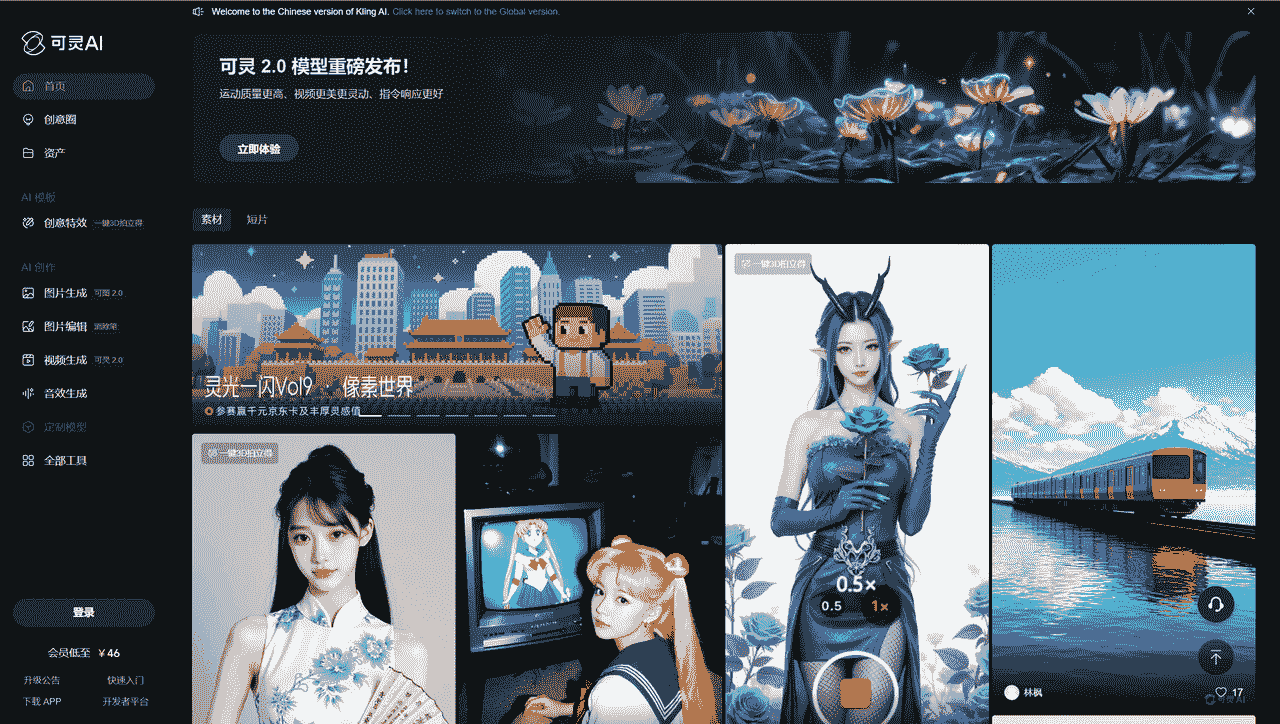 Welcome to the Chinese version of Kling AI. Click here to switch to the Global version.
可灵AI
首页
创意圈
资产
AI 模板
创意特效 一键3D拍立得
AI 创作
图片生成 可图 2.0
图片编辑 消除笔
视频生成 可灵 2.0
音效生成
定制模型
全部工具
登录
会员低至 ¥46
升级公告 快速入门
下载 APP 开发者平台
可灵 2.0 模型重磅发布！
运动质量更高、视频更美更灵动、指令响应更好
立即体验
素材 短片
灵光一闪Vol9 · 像素世界
参赛赢千元京东卡及丰厚灵感值
一键3D拍立得
一键3D拍立得
0.5×
0.5 1×
林枫 17
可灵 AI